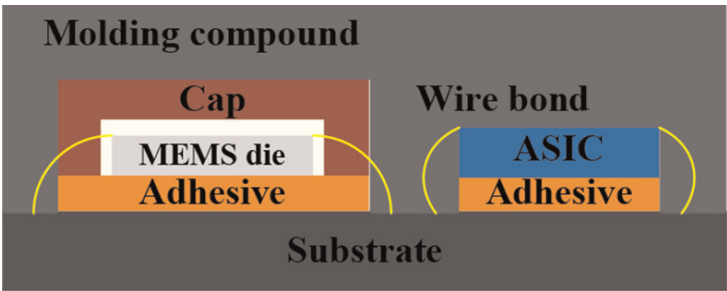 Molding compound
Cap
Wire bond
MEMS die
ASIC
Adhesive
Adhesive
Substrate